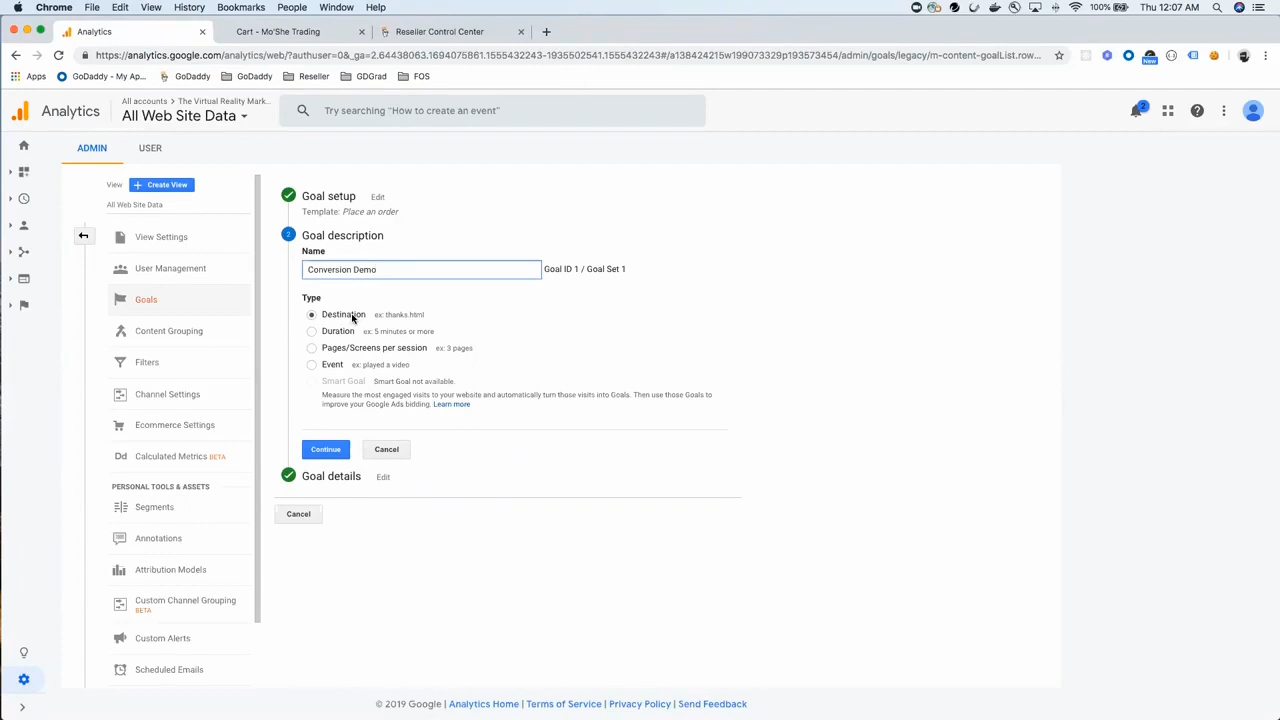 Chrome File Edit View History Bookmarks People Window Help
100% Thu 12:07 AM
Analytics
Cart - Mo'She Trading
Reseller Control Center
https://analytics.google.com/analytics/web/?authuser=0&_ga=2.64438063.1694075861.1555432243-1935502541.1555432243#/a138424215w199073329p193573454/admin/goals/legacy/m-content-goalList.row...
New
Apps GoDaddy - My Ap... GoDaddy GoDaddy Reseller GDGrad FOS
Analytics
All accounts > The Virtual Reality Mark...
All Web Site Data
Try searching "How to create an event"
2
ADMIN USER
View + Create View
All Web Site Data
View Settings
User Management
Goals
Content Grouping
Filters
Channel Settings
Ecommerce Settings
Dd Calculated Metrics BETA
PERSONAL TOOLS & ASSETS
Segments
Annotations
Attribution Models
Custom Channel Grouping
BETA
Custom Alerts
Scheduled Emails
Goal setup Edit
Template: Place an order
2 Goal description
Name
Conversion Demo Goal ID 1 / Goal Set 1
Type
Destination ex: thanks.html
Duration ex: 5 minutes or more
Pages/Screens per session ex: 3 pages
Event ex: played a video
Smart Goal Smart Goal not available.
Measure the most engaged visits to your website and automatically turn those visits into Goals. Then use those Goals to
improve your Google Ads bidding. Learn more
Continue Cancel
Goal details Edit
Cancel
© 2019 Google | Analytics Home | Terms of Service | Privacy Policy | Send Feedback